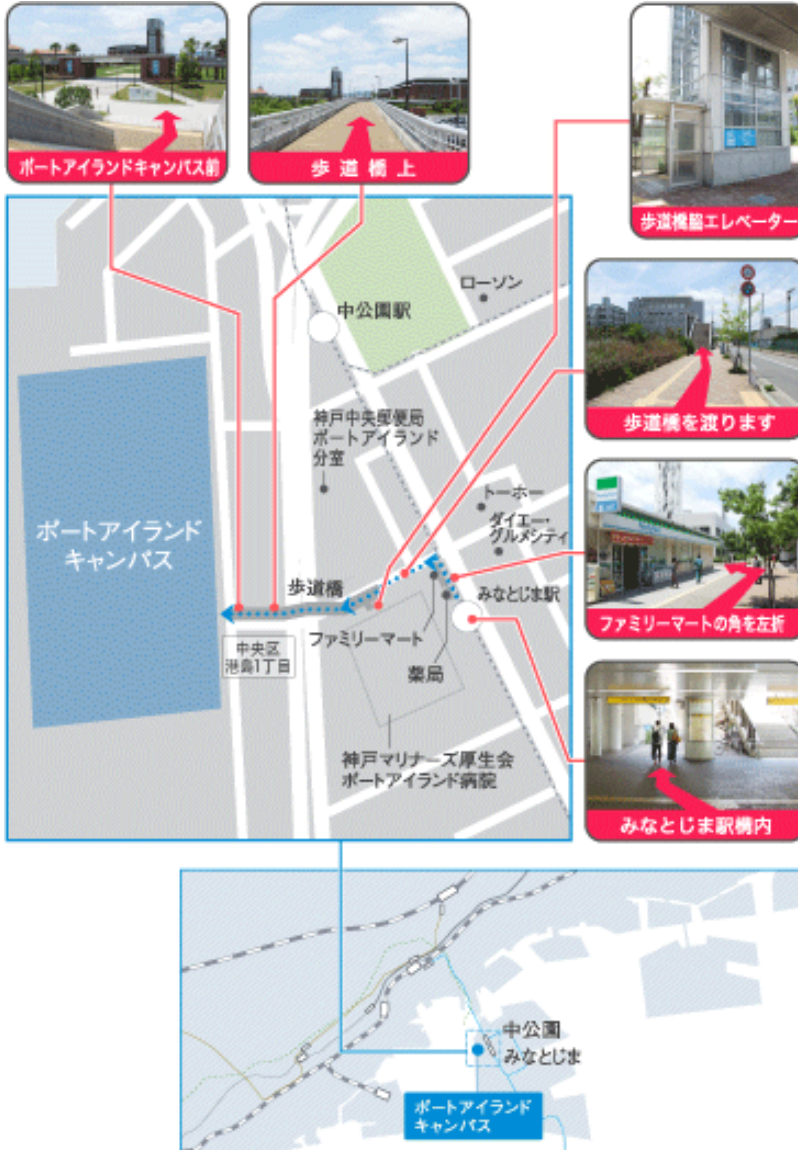 ポートアイランドキャンパス前
歩道橋上
歩道橋脇エレベーター
ローソン
中公園駅
歩道橋を渡ります
神戸中央郵便局
ポートアイランド
分室
トーホー
ダイエー・
グルメシティ
ポートアイランド
キャンパス
歩道橋
みなとじま駅
ファミリーマートの角を左折
ファミリーマート
中央区
港島1丁目
薬局
神戸マリナーズ厚生会
ポートアイランド病院
みなとじま駅構内
中公園
みなとじま
ポートアイランド
キャンパス